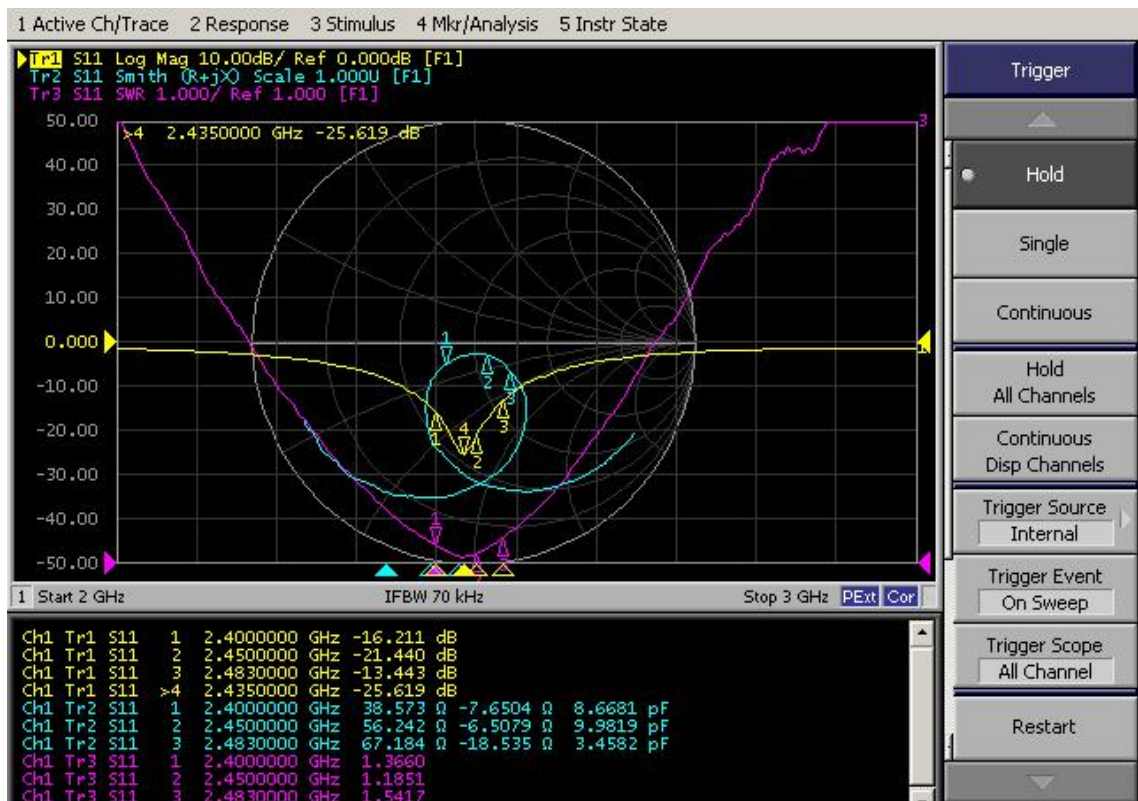 1 Active Ch/Trace 2 Response 3 Stimulus 4 Mkr/Analysis 5 Instr State
Tr1 S11 Log Mag 10.00dB/ Ref 0.000dB [F1]
Tr2 S11 Smith (R+jX) Scale 1.000U [F1]
Tr3 S11 SWR 1.000/ Ref 1.000 [F1]
>4 2.4350000 GHz -25.619 dB
50.00
40.00
30.00
20.00
10.00
0.000
-10.00
-20.00
-30.00
-40.00
-50.00
3
1
1
2
3
1
4
2
3
1
1 Start 2 GHz IFBW 70 kHz Stop 3 GHz PExt Cor
Ch1 Tr1 S11 1 2.4000000 GHz -16.211 dB
Ch1 Tr1 S11 2 2.4500000 GHz -21.440 dB
Ch1 Tr1 S11 3 2.4830000 GHz -13.443 dB
Ch1 Tr1 S11 >4 2.4350000 GHz -25.619 dB
Ch1 Tr2 S11 1 2.4000000 GHz 38.573 Ω -7.6504 Ω 8.6681 pF
Ch1 Tr2 S11 2 2.4500000 GHz 56.242 Ω -6.5079 Ω 9.9819 pF
Ch1 Tr2 S11 3 2.4830000 GHz 67.184 Ω -18.535 Ω 3.4582 pF
Ch1 Tr3 S11 1 2.4000000 GHz 1.3660
Ch1 Tr3 S11 2 2.4500000 GHz 1.1851
Ch1 Tr3 S11 3 2.4830000 GHz 1.5417
Trigger
Hold
Single
Continuous
Hold
All Channels
Continuous
Disp Channels
Trigger Source
Internal
Trigger Event
On Sweep
Trigger Scope
All Channel
Restart